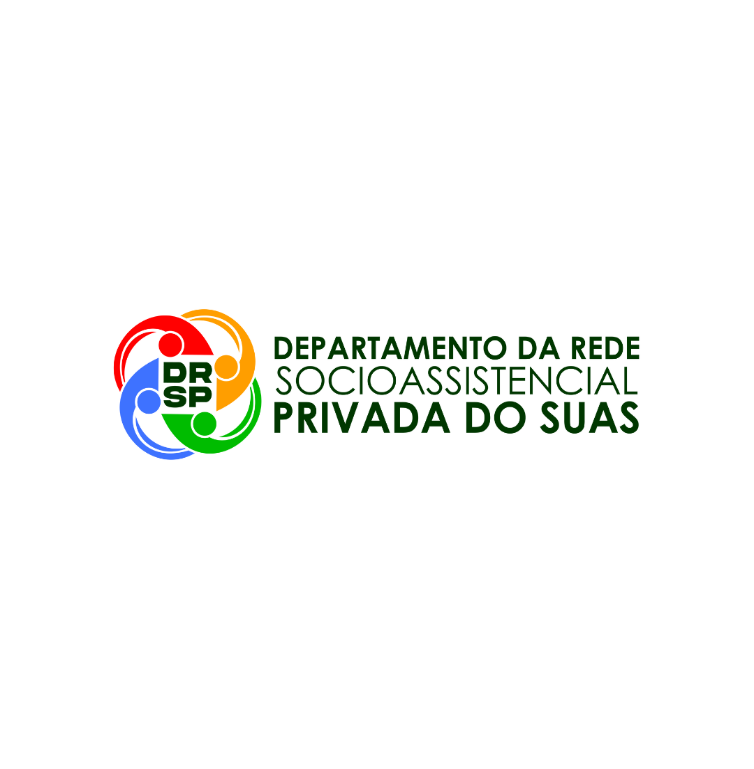 DR
SP
DEPARTAMENTO DA REDE
SOCIOASSISTENCIAL
PRIVADA DO SUAS